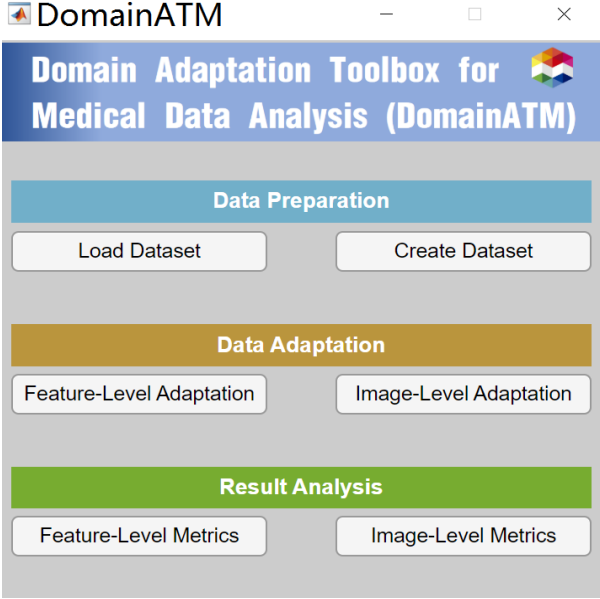 DomainATM
Domain Adaptation Toolbox for
Medical Data Analysis (DomainATM)
Data Preparation
Load Dataset
Create Dataset
Data Adaptation
Feature-Level Adaptation
Image-Level Adaptation
Result Analysis
Feature-Level Metrics
Image-Level Metrics